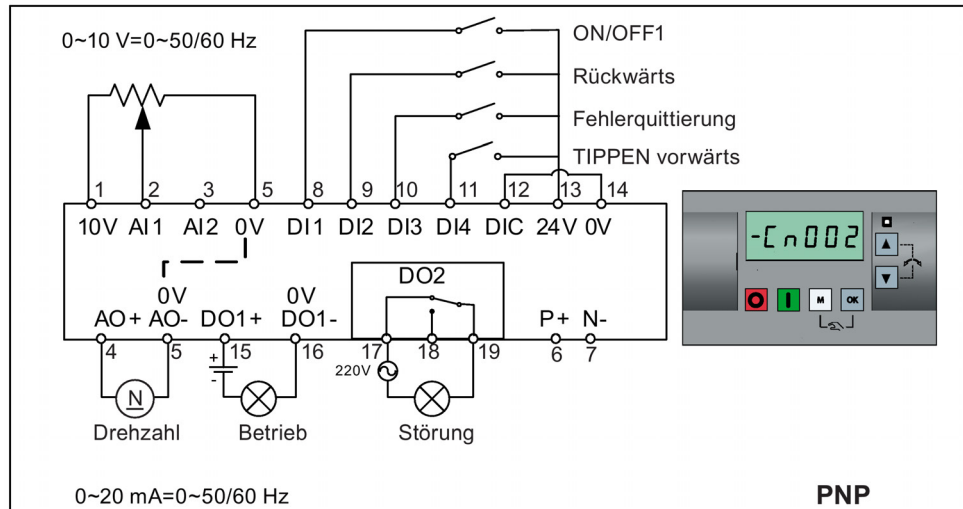 0~10 V=0~50/60 Hz
ON/OFF1
Rückwärts
Fehlerquittierung
TIPPEN vorwärts
1 2 3 5 8 9 10 11 12 13 14
10V AI1 AI2 0V DI1 DI2 DI3 DI4 DIC 24V 0V
-Cn002
DO2
0V 0V
AO+ AO- DO1+ DO1- P+ N-
4 5 15 16 17 18 19 6 7
+
-
220V
N
M OK
Drehzahl Betrieb Störung
0~20 mA=0~50/60 Hz
PNP